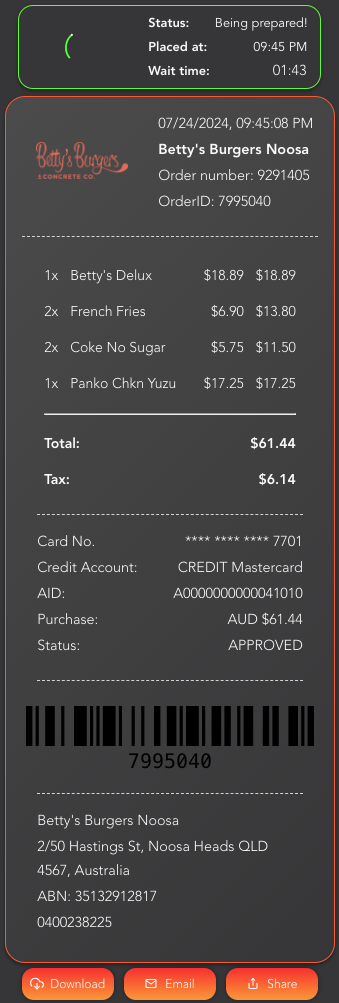 Status: Being prepared!
Placed at: 09:45 PM
Wait time: 01:43
07/24/2024, 09:45:08 PM
Betty's Burgers
& CONCRETE CO.
Betty's Burgers Noosa
Order number: 9291405
OrderID: 7995040
1x Betty's Delux $18.89 $18.89
2x French Fries $6.90 $13.80
2x Coke No Sugar $5.75 $11.50
1x Panko Chkn Yuzu $17.25 $17.25
Total: $61.44
Tax: $6.14
Card No. **** **** **** 7701
Credit Account: CREDIT Mastercard
AID: A0000000000041010
Purchase: AUD $61.44
Status: APPROVED
7995040
Betty's Burgers Noosa
2/50 Hastings St, Noosa Heads QLD
4567, Australia
ABN: 35132912817
0400238225
Download Email Share